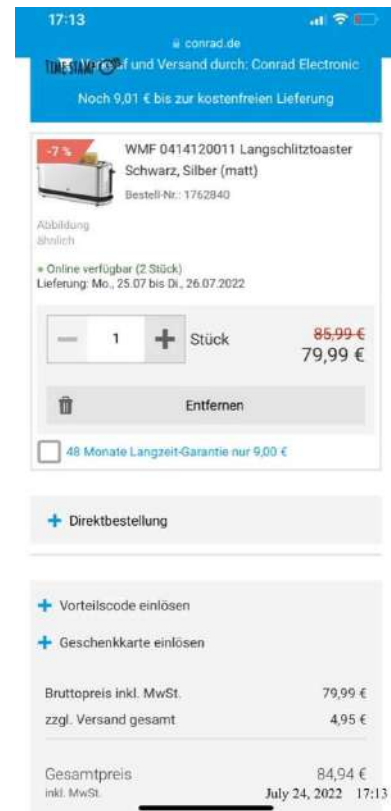 17:13
conrad.de
TIMESTAMP
f und Versand durch: Conrad Electronic
Noch 9,01 € bis zur kostenfreien Lieferung
-7 %
WMF 0414120011 Langschlitztoaster
Schwarz, Silber (matt)
Bestell-Nr.: 1762840
Abbildung
ähnlich
Online verfügbar (2 Stück)
Lieferung: Mo., 25.07 bis Di., 26.07.2022
1
Stück
85,99 €
79,99 €
Entfernen
48 Monate Langzeit-Garantie nur 9,00 €
Direktbestellung
Vorteilscode einlösen
Geschenkkarte einlösen
Bruttopreis inkl. MwSt. 79,99 €
zzgl. Versand gesamt 4,95 €
Gesamtpreis 84,94 €
inkl. MwSt.
July 24, 2022 17:13